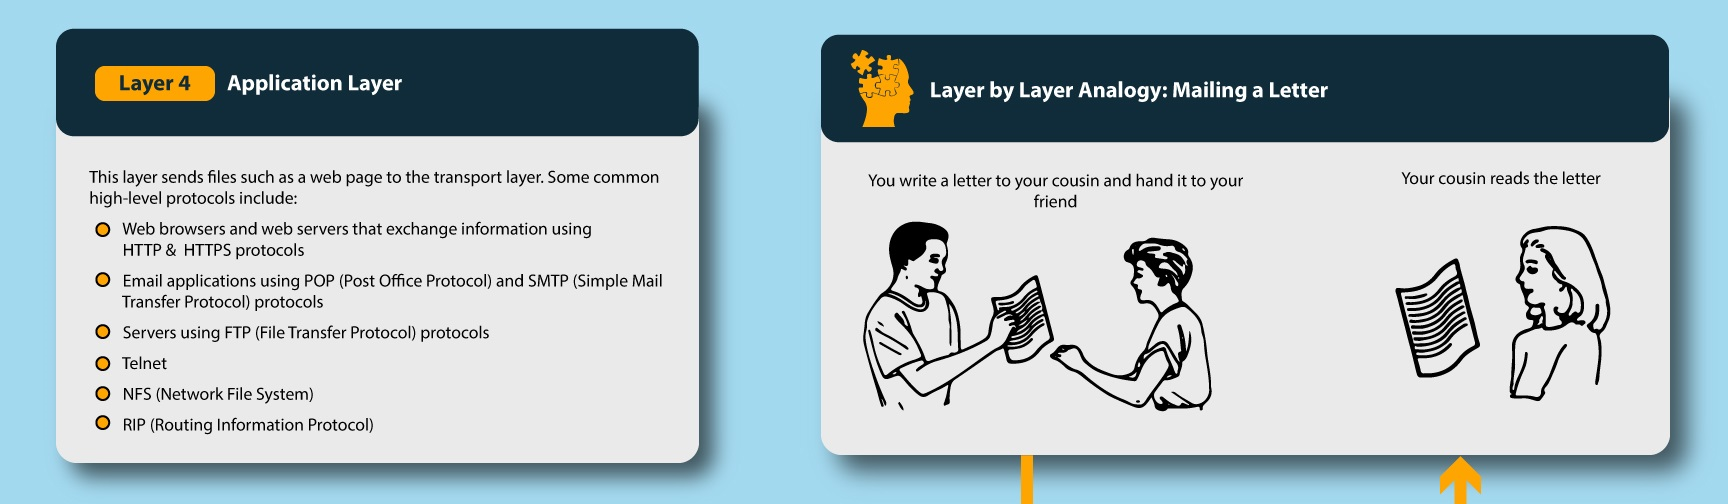 Layer 4 Application Layer
This layer sends files such as a web page to the transport layer. Some common
high-level protocols include:
Web browsers and web servers that exchange information using
HTTP & HTTPS protocols
Email applications using POP (Post Office Protocol) and SMTP (Simple Mail
Transfer Protocol) protocols
Servers using FTP (File Transfer Protocol) protocols
Telnet
NFS (Network File System)
RIP (Routing Information Protocol)
Layer by Layer Analogy: Mailing a Letter
You write a letter to your cousin and hand it to your
friend
Your cousin reads the letter